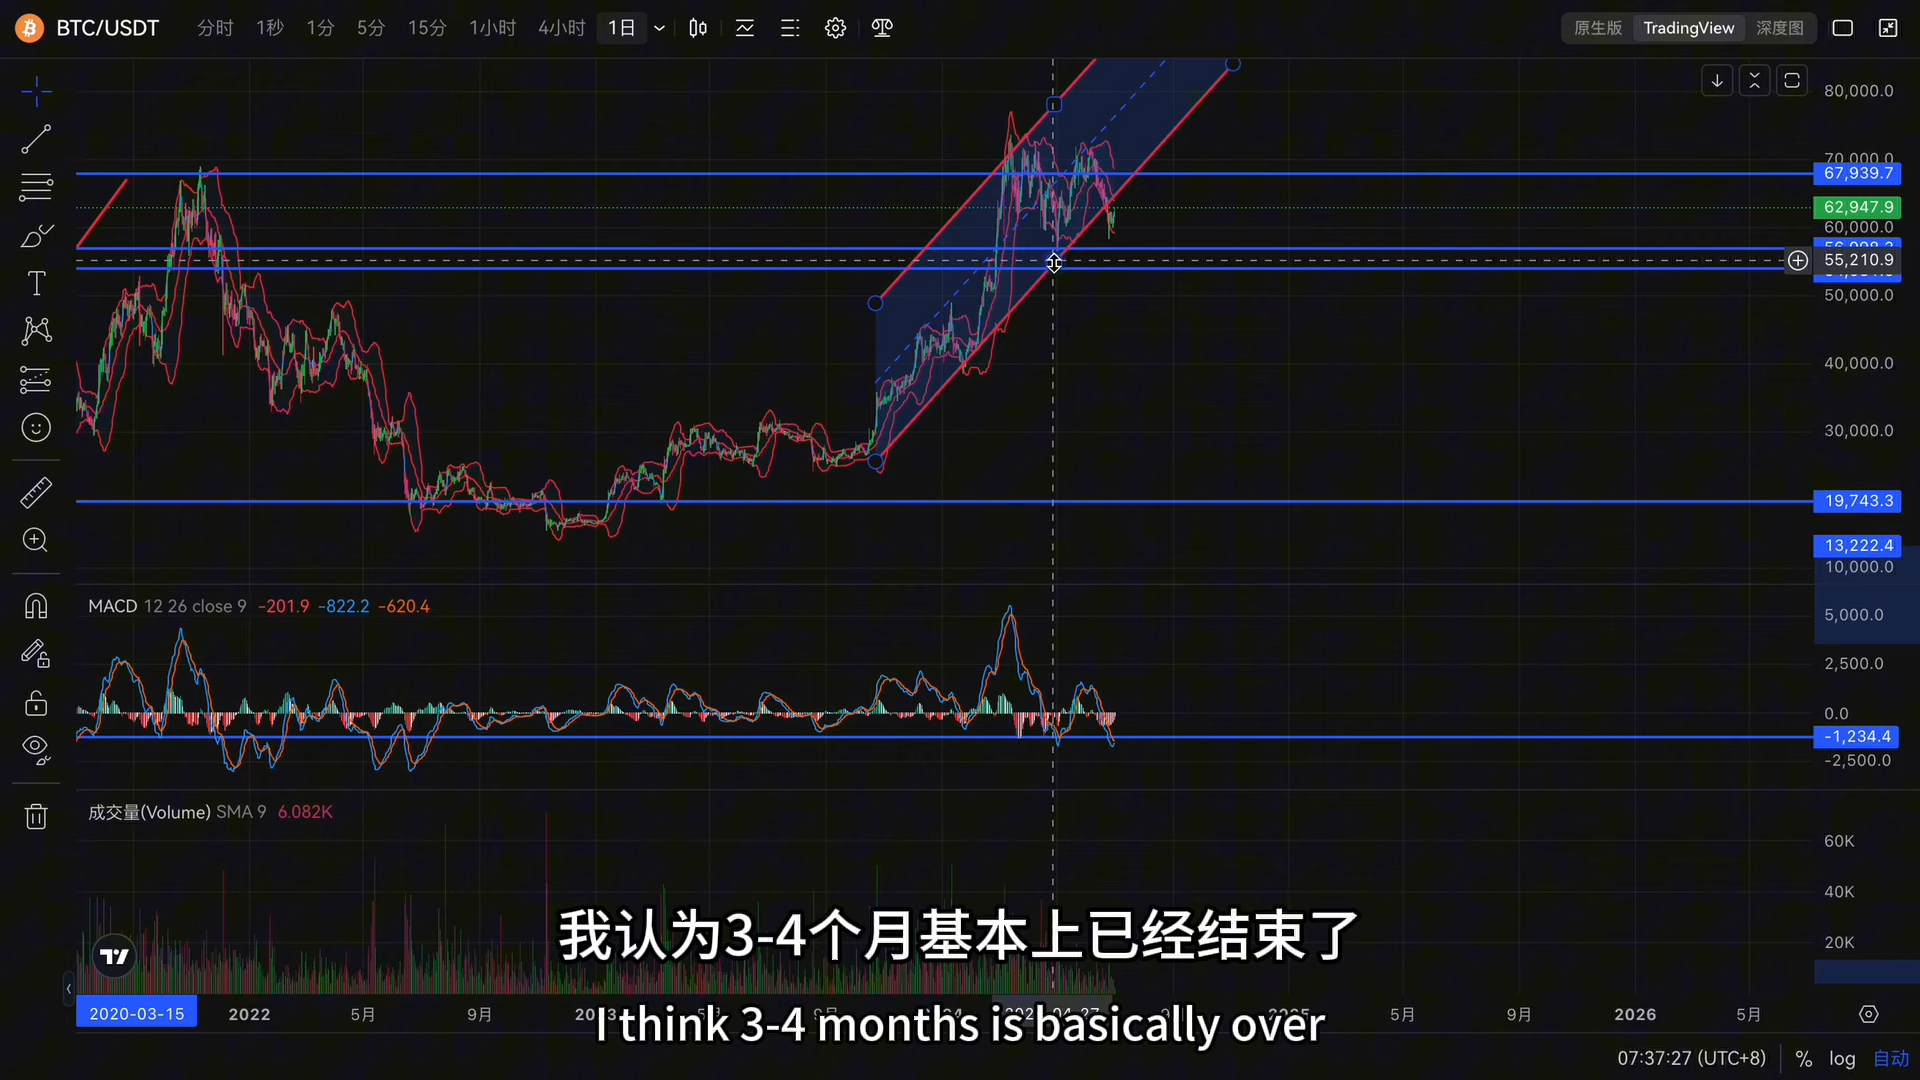 BTC/USDT 分时 1秒 1分 5分 15分 1小时 4小时 1日
原生版 TradingView 深度图
80,000.0
70,000.0
67,939.7
62,947.9
60,000.0
55,210.9
50,000.0
40,000.0
30,000.0
19,743.3
13,222.4
10,000.0
MACD 12 26 close 9 -201.9 -822.2 -620.4
5,000.0
2,500.0
0.0
-1,234.4
-2,500.0
成交量(Volume) SMA 9 6.082K
60K
40K
20K
我认为3-4个月基本上已经结束了
2020-03-15 2022 5月 9月 5月 9月 2026 5月
I think 3-4 months is basically over
07:37:27 (UTC+8) % log 自动